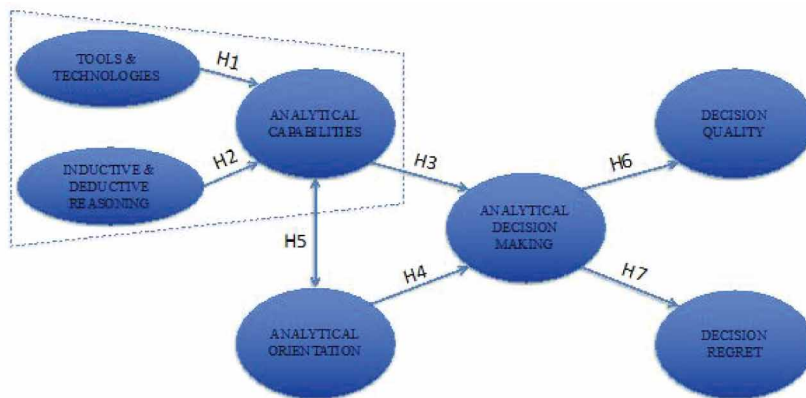 TOOLS &
TECHNOLOGIES
H1
ANALYTICAL
CAPABILITIES
DECISION
QUALITY
INDUCTIVE &
DEDUCTIVE
REASONING
H2
H3
H6
ANALYTICAL
DECISION
MAKING
H5
H4
H7
ANALYTICAL
ORIENTATION
DECISION
REGRET